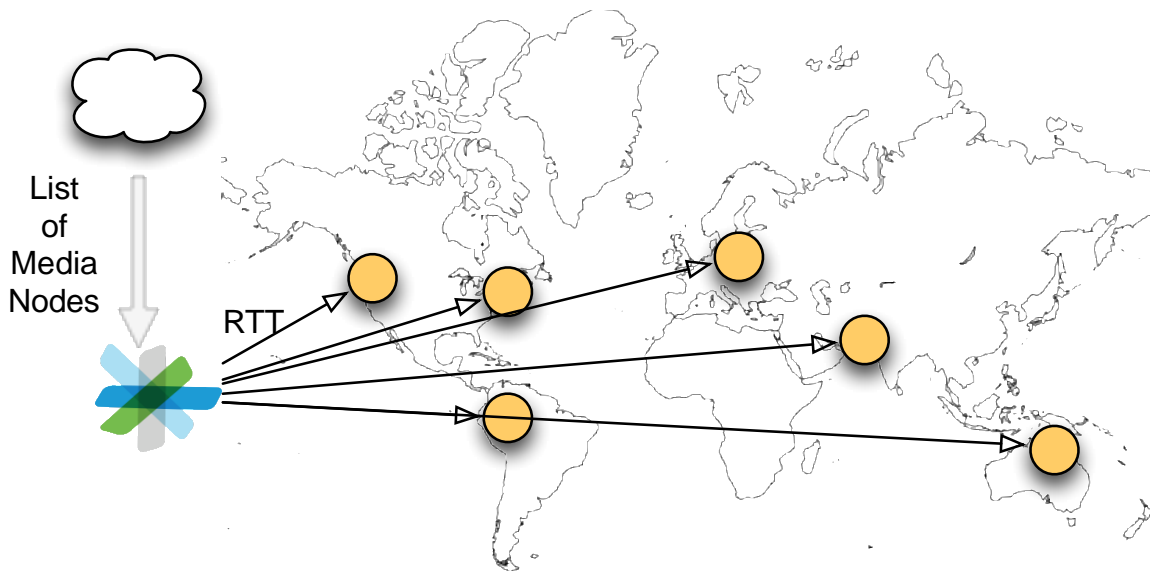 List
of
Media
Nodes
RTT